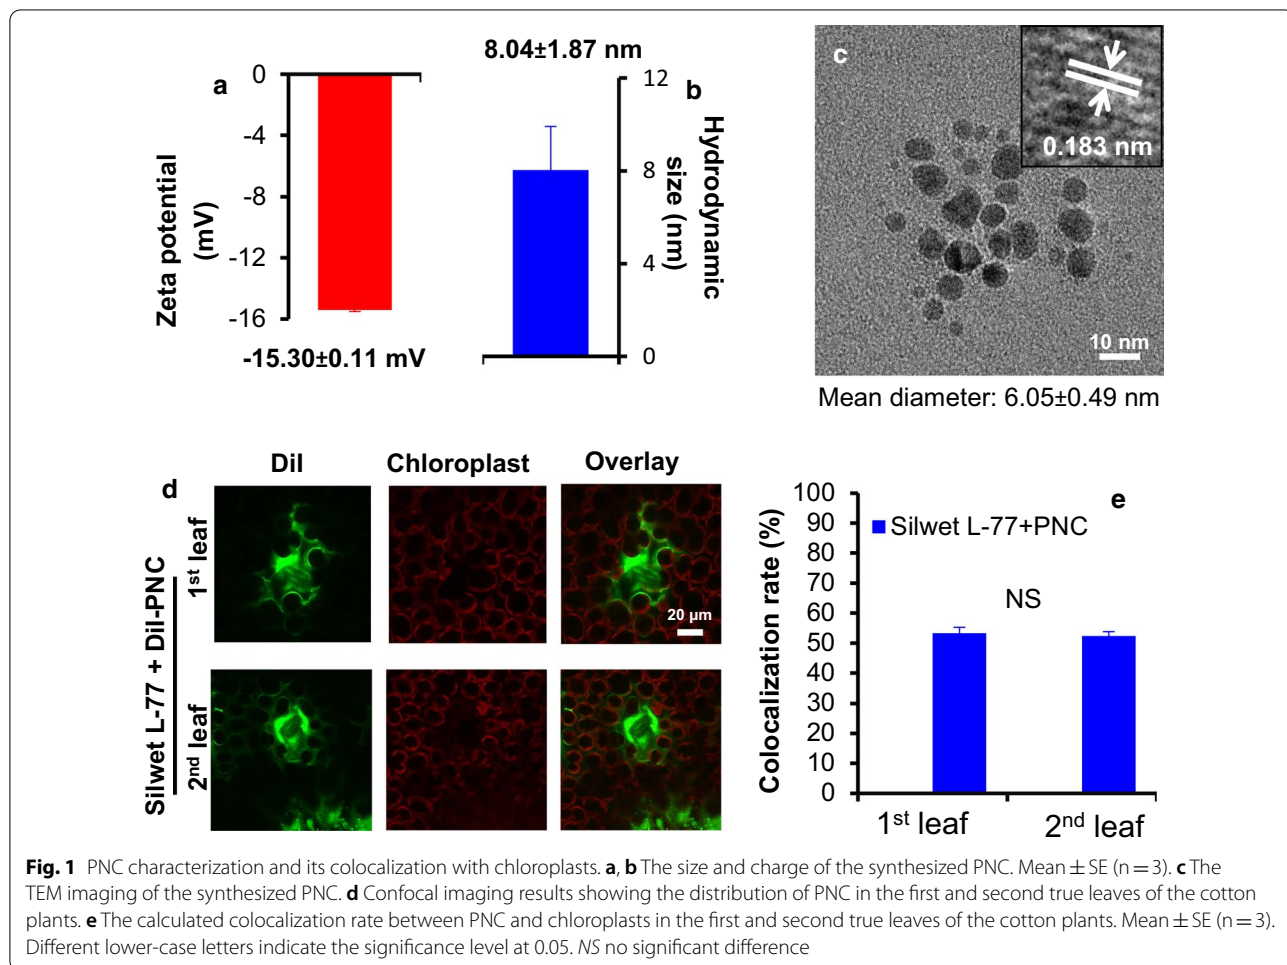 8.04±1.87 nm
a
b
c
0
-4
-8
-12
-16
Zeta potential
(mV)
-15.30±0.11 mV
12
8
4
0
Hydrodynamic
size (nm)
0.183 nm
10 nm
Mean diameter: 6.05±0.49 nm
d
DiI
Chloroplast
Overlay
Silwet L-77 + DiI-PNC
1st leaf
2nd leaf
20 µm
e
100
90
80
70
60
50
40
30
20
10
0
Colocalization rate (%)
Silwet L-77+PNC
NS
1st leaf
2nd leaf
Fig. 1 PNC characterization and its colocalization with chloroplasts. a, b The size and charge of the synthesized PNC. Mean ± SE (n = 3). c The
TEM imaging of the synthesized PNC. d Confocal imaging results showing the distribution of PNC in the first and second true leaves of the cotton
plants. e The calculated colocalization rate between PNC and chloroplasts in the first and second true leaves of the cotton plants. Mean ± SE (n = 3).
Different lower-case letters indicate the significance level at 0.05. NS no significant difference